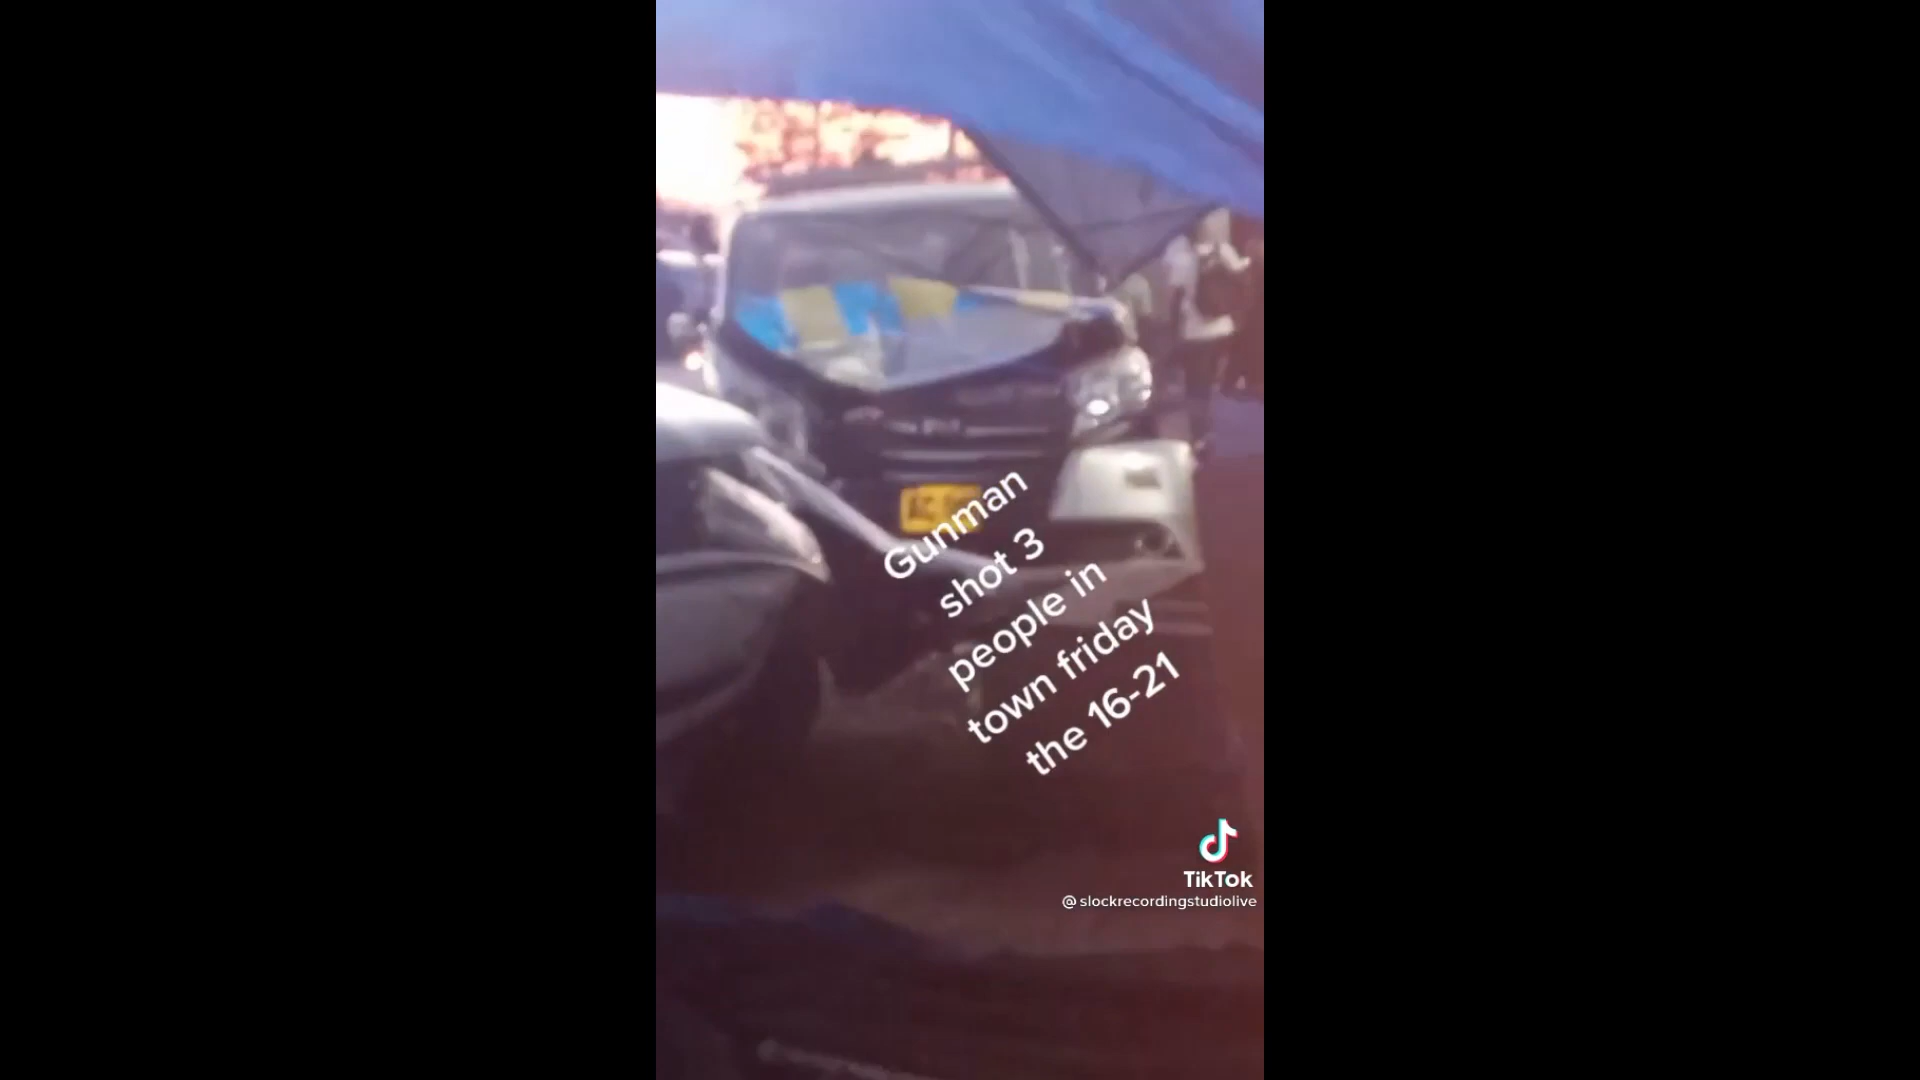 Gunman
shot 3
people in
town friday
the 16-21
TikTok
@slockrecordingstudiolive